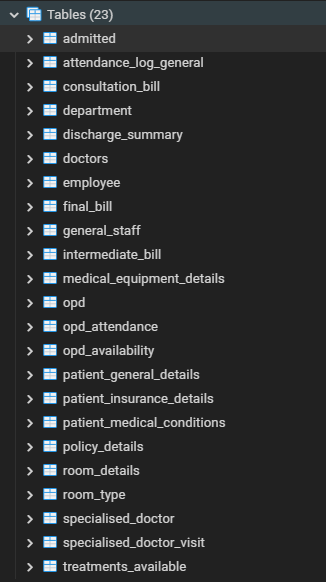 Tables (23)
admitted
attendance_log_general
consultation_bill
department
discharge_summary
doctors
employee
final_bill
general_staff
intermediate_bill
medical_equipment_details
opd
opd_attendance
opd_availability
patient_general_details
patient_insurance_details
patient_medical_conditions
policy_details
room_details
room_type
specialised_doctor
specialised_doctor_visit
treatments_available